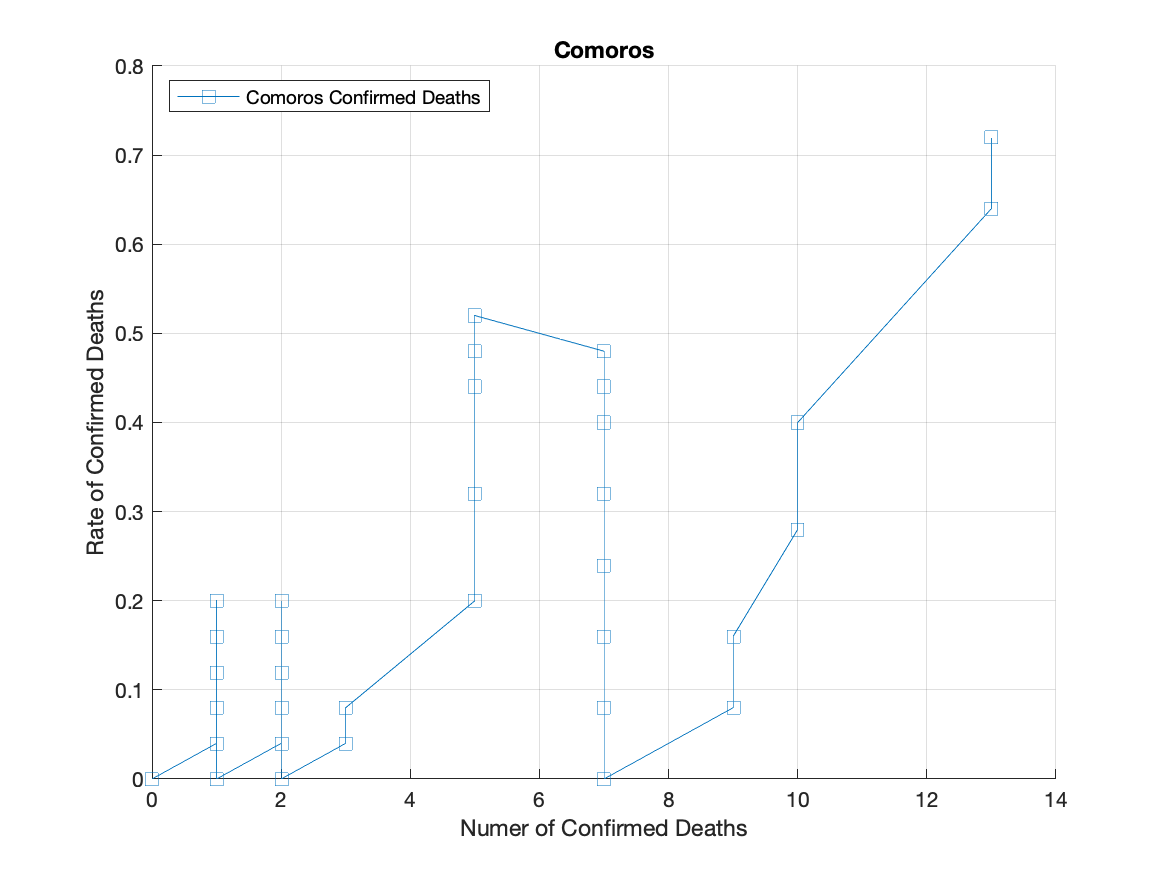 Comoros
Comoros Confirmed Deaths
0.8
0.7
0.6
0.5
0.4
0.3
0.2
0.1
0
Rate of Confirmed Deaths
0 2 4 6 8 10 12 14
Numer of Confirmed Deaths